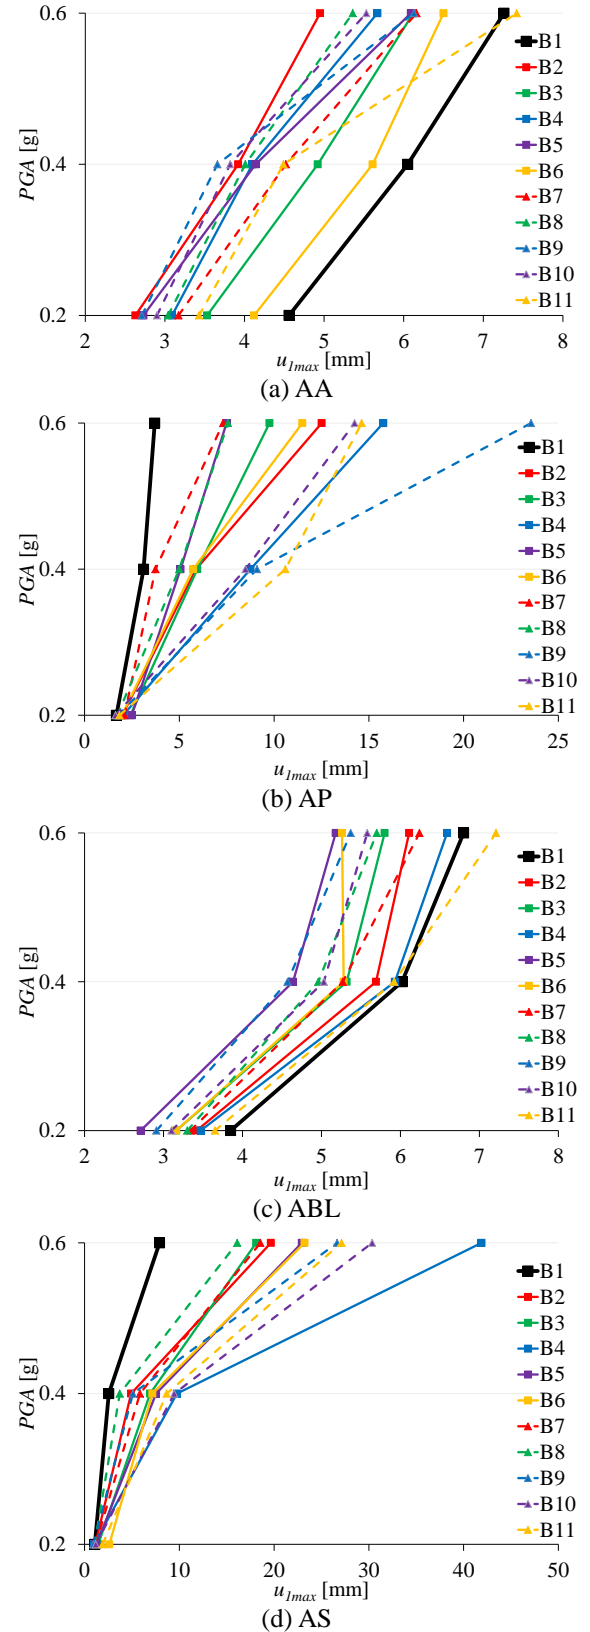 0.6
B1
B2
B3
B4
B5
B6
B7
B8
B9
B10
B11
0.4
0.2
PGA [g]
2 3 4 5 6 7 8
u1max [mm]
(a) AA
0.6
B1
B2
B3
B4
B5
B6
B7
B8
B9
B10
B11
0.4
0.2
PGA [g]
0 5 10 15 20 25
u1max [mm]
(b) AP
0.6
B1
B2
B3
B4
B5
B6
B7
B8
B9
B10
B11
0.4
0.2
PGA [g]
2 3 4 5 6 7 8
u1max [mm]
(c) ABL
0.6
B1
B2
B3
B4
B5
B6
B7
B8
B9
B10
B11
0.4
0.2
PGA [g]
0 10 20 30 40 50
u1max [mm]
(d) AS